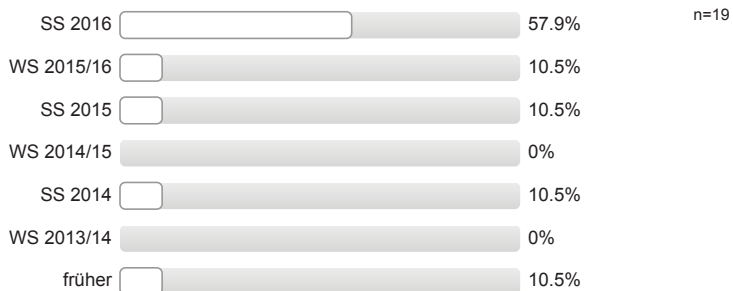 SS 2016 57.9% n=19
WS 2015/16 10.5%
SS 2015 10.5%
WS 2014/15 0%
SS 2014 10.5%
WS 2013/14 0%
früher 10.5%